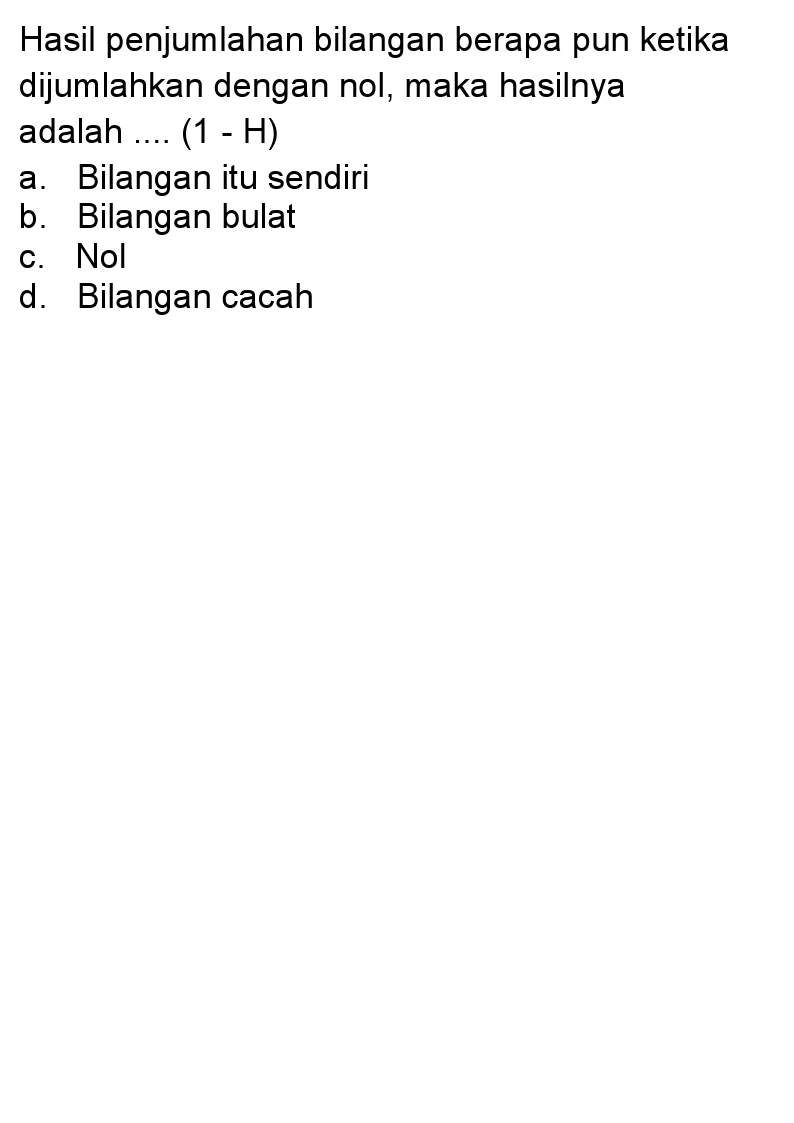 Hasil penjumlahan bilangan berapa pun ketika
dijumlahkan dengan nol, maka hasilnya
adalah .... (1 - H)
a. Bilangan itu sendiri
b. Bilangan bulat
c. Nol
d. Bilangan cacah